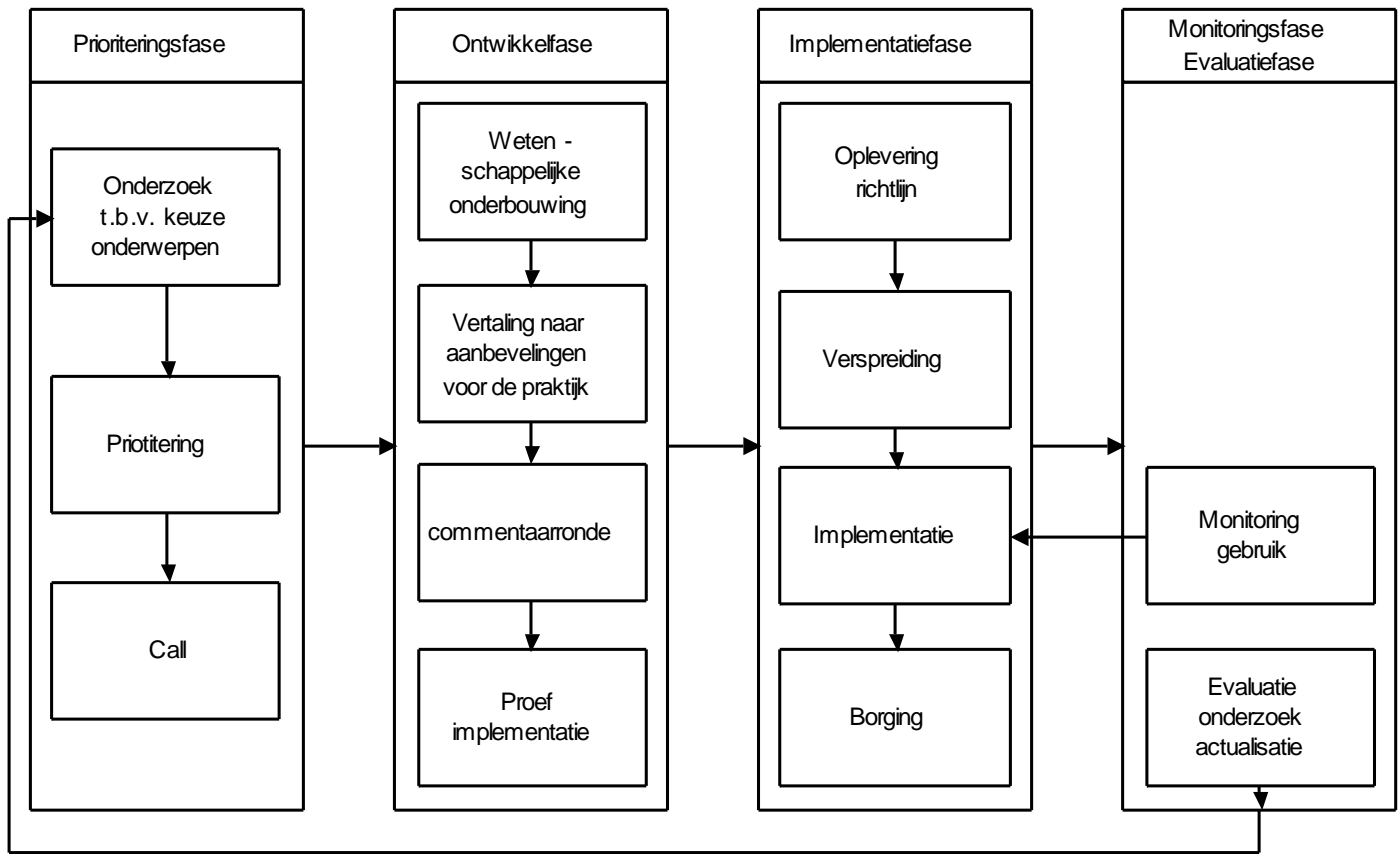 Prioriteringsfase
Onderzoek
t.b.v. keuze
onderwerpen
Priotitering
Call
Ontwikkelfase
Weten -
schappelijke
onderbouwing
Vertaling naar
aanbevelingen
voor de praktijk
commentaarronde
Proef
implementatie
Implementatiefase
Oplevering
richtlijn
Verspreiding
Implementatie
Borging
Monitoringsfase
Evaluatiefase
Monitoring
gebruik
Evaluatie
onderzoek
actualisatie